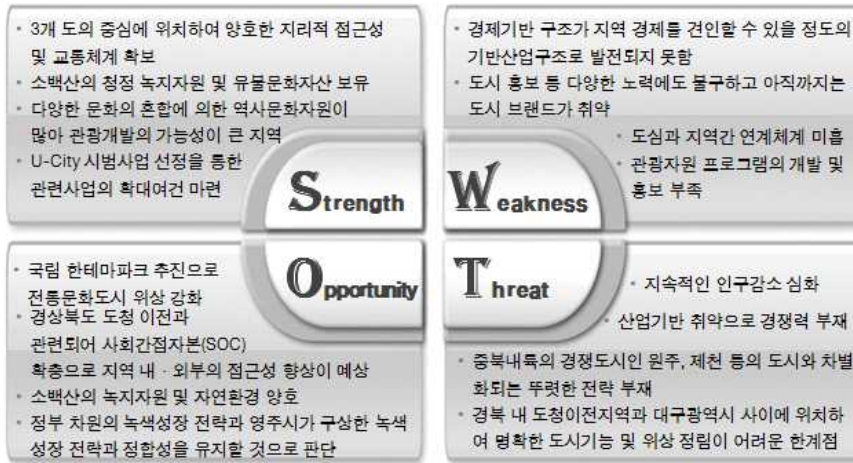 • 3개 도의 중심에 위치하여 양호한 지리적 접근성
및 교통체계 확보
• 소백산의 청정 녹지자원 및 유불문화자산 보유
• 다양한 문화의 혼합에 의한 역사문화자원이
많아 관광개발의 가능성이 큰 지역
• U-City 시범사업 선정을 통한
관련사업의 확대여건 마련
Strength
• 경제기반 구조가 지역 경제를 견인할 수 있을 정도의
기반산업구조로 발전되지 못함
• 도시 홍보 등 다양한 노력에도 불구하고 아직까지는
도시 브랜드가 취약
• 도심과 지역간 연계체계 미흡
• 관광자원 프로그램의 개발 및
홍보 부족
Weakness
• 국립 한테마파크 추진으로
전통문화도시 위상 강화
• 경상북도 도청 이전과
관련되어 사회간접자본(SOC)
확충으로 지역 내 · 외부의 접근성 향상이 예상
• 소백산의 녹지자원 및 자연환경 양호
• 정부 차원의 녹색성장 전략과 영주시가 구상한 녹색
성장 전략과 정합성을 유지할 것으로 판단
Opportunity
Threat
• 지속적인 인구감소 심화
• 산업기반 취약으로 경쟁력 부재
• 중북내륙의 경쟁도시인 원주, 제천 등의 도시와 차별
화되는 뚜렷한 전략 부재
• 경북 내 도청이전지역과 대구광역시 사이에 위치하
여 명확한 도시기능 및 위상 정립이 어려운 한계점